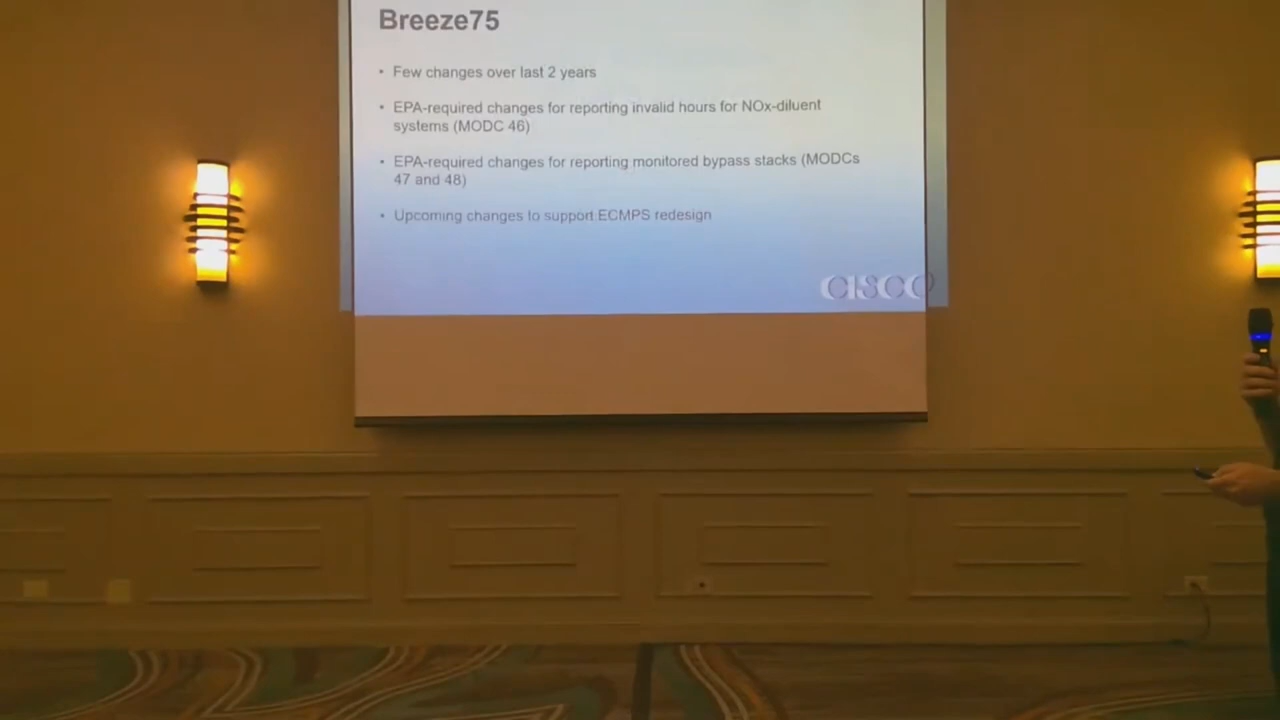 Breeze75
• Few changes over last 2 years
• EPA-required changes for reporting invalid hours for NOx-diluent
systems (MODC 46)
• EPA-required changes for reporting monitored bypass stacks (MODCs
47 and 48)
• Upcoming changes to support ECMPS redesign
CISCO